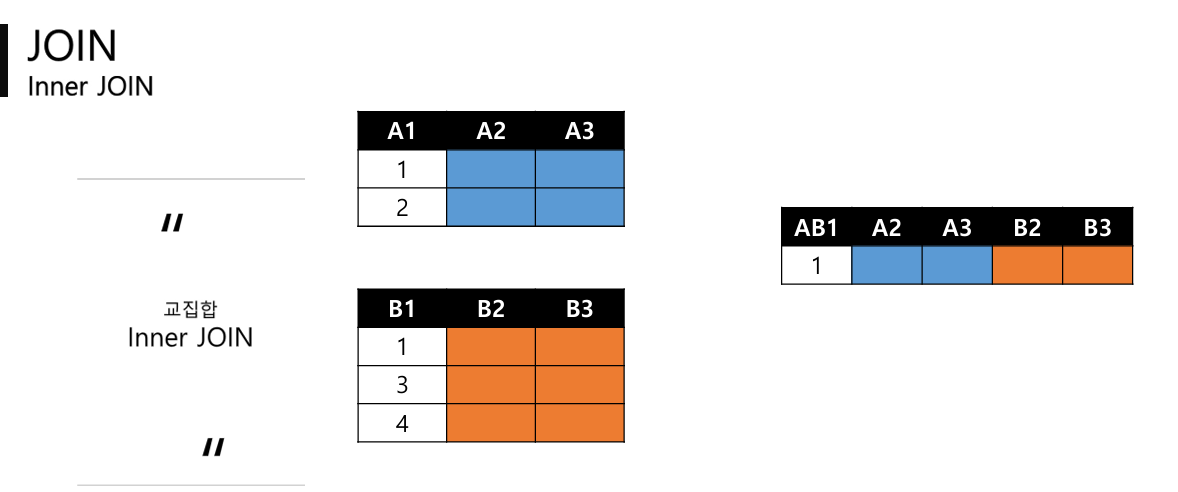 JOIN
Inner JOIN
"
교집합
Inner JOIN
"
A1 A2 A3
1
2
B1 B2 B3
1
3
4
AB1 A2 A3 B2 B3
1